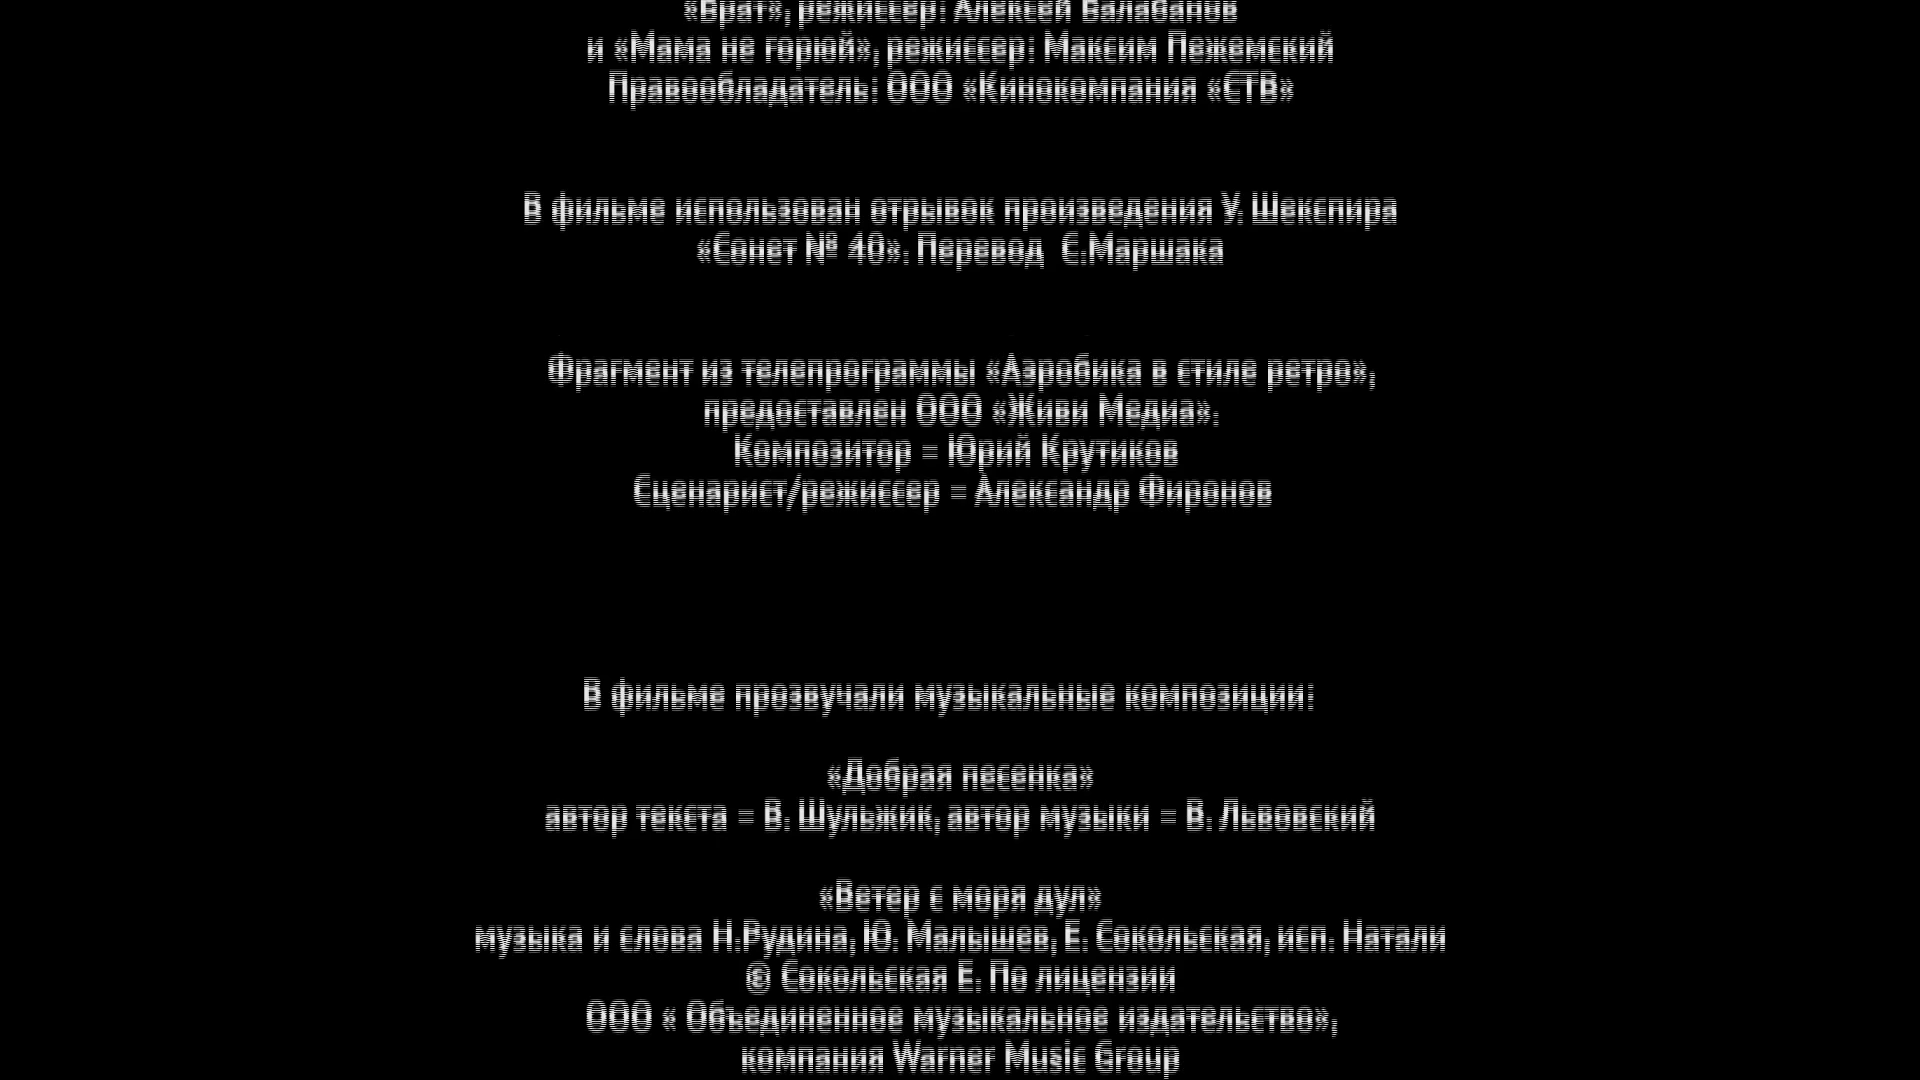 «Брат», режиссер: Алексей Балабанов
и «Мама не горюй», режиссер: Максим Пежемский
Правообладатель: ООО «Кинокомпания «СТВ»
В фильме использован отрывок произведения У. Шекспира
«Сонет № 40». Перевод С.Маршака
Фрагмент из телепрограммы «Аэробика в стиле ретро»,
предоставлен ООО «Живи Медиа».
Композитор – Юрий Крутиков
Сценарист/режиссер – Александр Фиронов
В фильме прозвучали музыкальные композиции:
«Добрая песенка»
автор текста – В. Шульжик, автор музыки – В. Львовский
«Ветер с моря дул»
музыка и слова Н.Рудина, Ю. Малышев, Е. Сокольская, исп. Натали
© Сокольская Е. По лицензии
ООО « Объединенное музыкальное издательство»,
компания Warner Music Group